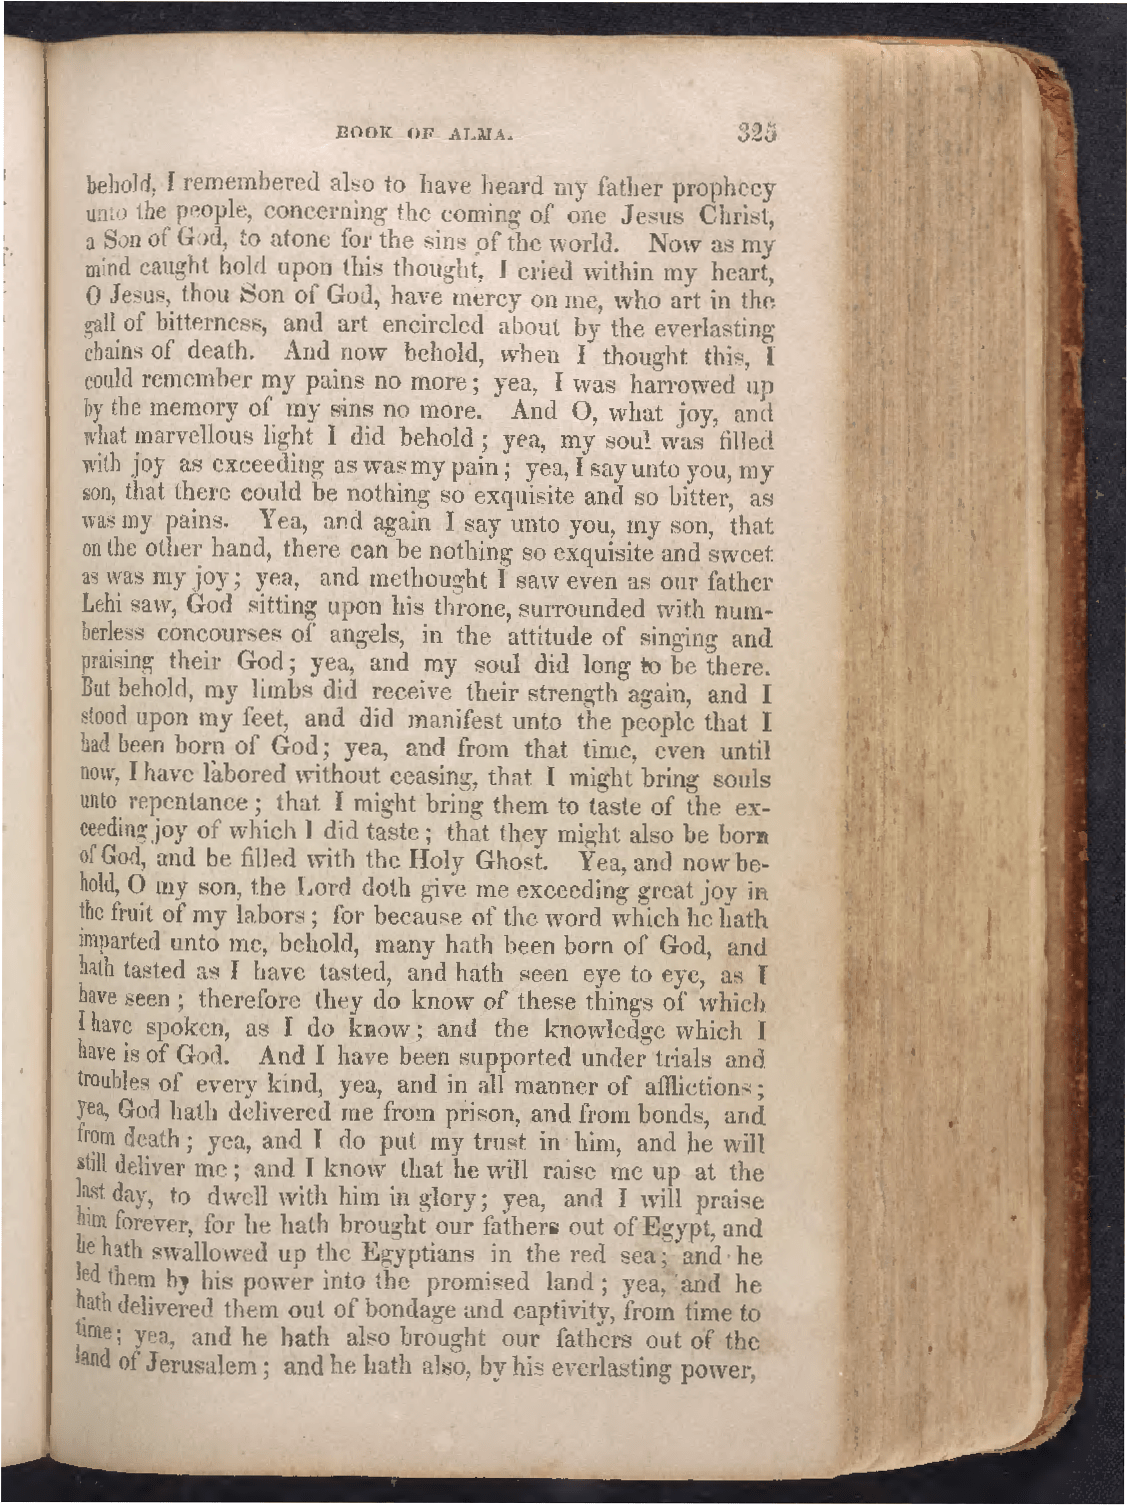 BOOK OF ALMA. 325
behold, I remembered also to have heard my father prophecy
unto the people, concerning the coming of one Jesus Christ,
a Son of God, to atone for the sins of the world. Now as my
mind caught hold upon this thought, I cried within my heart,
O Jesus, thou Son of God, have mercy on me, who art in the
gall of bitterness, and art encircled about by the everlasting
chains of death. And now behold, when I thought this, I
could remember my pains no more; yea, I was harrowed up
by the memory of my sins no more. And O, what joy, and
what marvellous light I did behold; yea, my soul was filled
with joy as exceeding as was my pain; yea, I say unto you, my
son, that there could be nothing so exquisite and so bitter, as
was my pains. Yea, and again I say unto you, my son, that
on the other hand, there can be nothing so exquisite and sweet
as was my joy; yea, and methought I saw even as our father
Lehi saw, God sitting upon his throne, surrounded with num-
berless concourses of angels, in the attitude of singing and
praising their God; yea, and my soul did long to be there.
But behold, my limbs did receive their strength again, and I
stood upon my feet, and did manifest unto the people that I
had been born of God; yea, and from that time, even until
now, I have labored without ceasing, that I might bring souls
unto repentance; that I might bring them to taste of the ex-
ceeding joy of which I did taste; that they might also be born
of God, and be filled with the Holy Ghost. Yea, and now be-
hold, O my son, the Lord doth give me exceeding great joy in
the fruit of my labors; for because of the word which he hath
imparted unto me, behold, many hath been born of God, and
hath tasted as I have tasted, and hath seen eye to eye, as I
have seen; therefore they do know of these things of which
I have spoken, as I do know; and the knowledge which I
have is of God. And I have been supported under trials and
troubles of every kind, yea, and in all manner of afflictions;
yea, God hath delivered me from prison, and from bonds, and
from death; yea, and I do put my trust in him, and he will
still deliver me; and I know that he will raise me up at the
last day, to dwell with him in glory; yea, and I will praise
him forever, for he hath brought our fathers out of Egypt, and
he hath swallowed up the Egyptians in the red sea; and he
led them by his power into the promised land; yea, and he
hath delivered them out of bondage and captivity, from time to
time; yea, and he hath also brought our fathers out of the
land of Jerusalem; and he hath also, by his everlasting power,